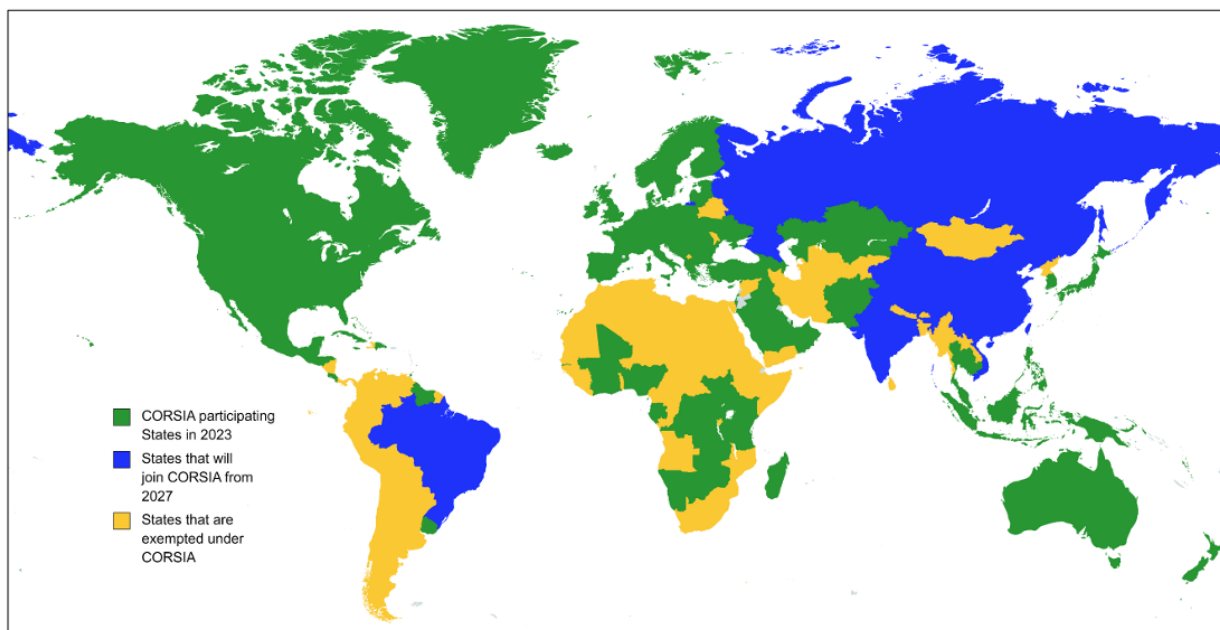 CORSIA participating
States in 2023
States that will
join CORSIA from
2027
States that are
exempted under
CORSIA